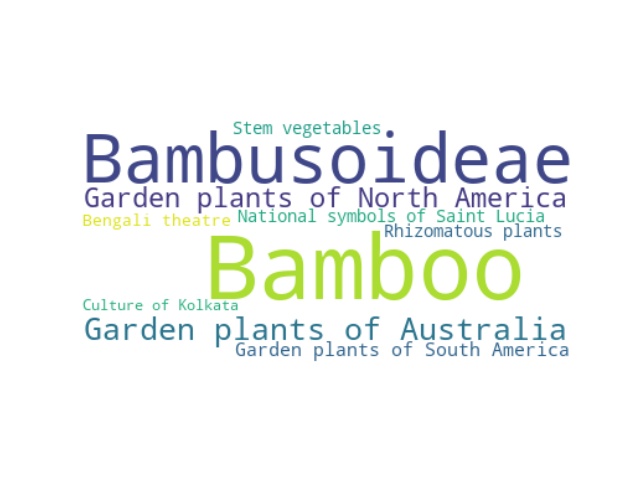 Stem vegetables
Bambusoideae
Garden plants of North America
National symbols of Saint Lucia
Bengali theatre
Rhizomatous plants
Bamboo
Culture of Kolkata
Garden plants of Australia
Garden plants of South America